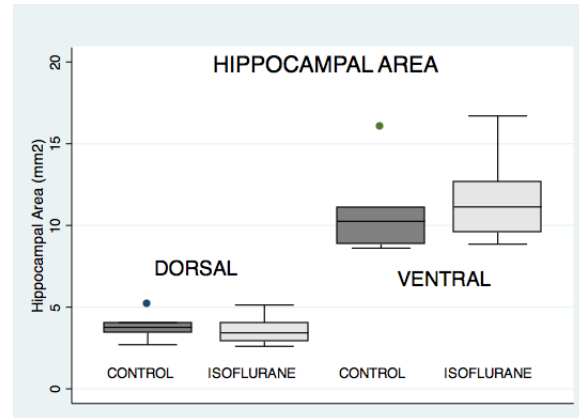 HIPPOCAMPAL AREA
Hippocampal Area (mm2)
20
15
10
5
0
DORSAL
VENTRAL
CONTROL ISOFLURANE CONTROL ISOFLURANE